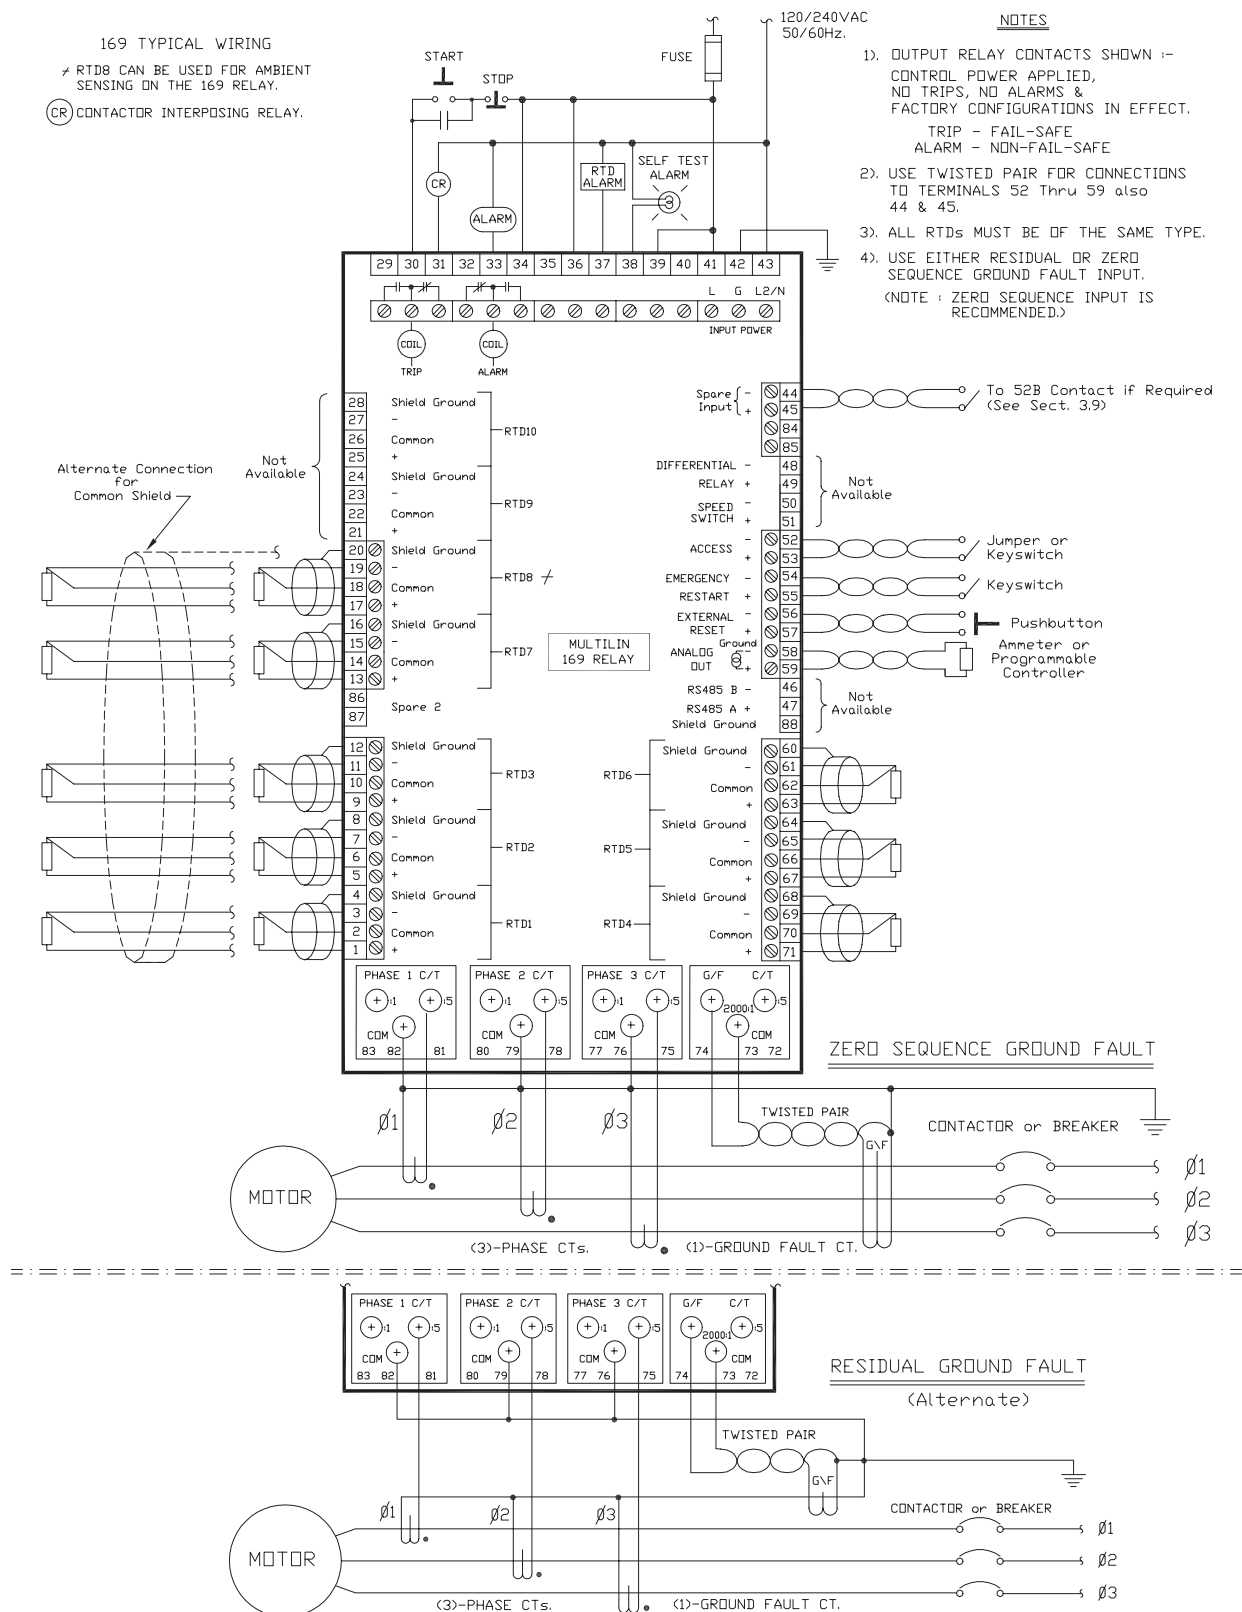 169 TYPICAL WIRING
⌿ RTD8 CAN BE USED FOR AMBIENT
SENSING ON THE 169 RELAY.
CR CONTACTOR INTERPOSING RELAY.
START
STOP
FUSE
120/240VAC
50/60Hz.
CR
ALARM
RTD
ALARM
SELF TEST
ALARM
NOTES
1). OUTPUT RELAY CONTACTS SHOWN :-
CONTROL POWER APPLIED,
NO TRIPS, NO ALARMS &
FACTORY CONFIGURATIONS IN EFFECT.
TRIP - FAIL-SAFE
ALARM - NON-FAIL-SAFE
2). USE TWISTED PAIR FOR CONNECTIONS
TO TERMINALS 52 Thru 59 also
44 & 45.
3). ALL RTDs MUST BE OF THE SAME TYPE.
4). USE EITHER RESIDUAL OR ZERO
SEQUENCE GROUND FAULT INPUT.
(NOTE : ZERO SEQUENCE INPUT IS
RECOMMENDED.)
29 30 31 32 33 34 35 36 37 38 39 40 41 42 43
L G L2/N
INPUT POWER
COIL
TRIP
COIL
ALARM
Alternate Connection
for
Common Shield
Not
Available
28 Shield Ground
27 -
26 Common
25 +
RTD10
24 Shield Ground
23 -
22 Common
21 +
RTD9
20 Shield Ground
19 -
18 Common
17 +
RTD8 ⌿
16 Shield Ground
15 -
14 Common
13 +
RTD7
86
87
Spare 2
12 Shield Ground
11 -
10 Common
9 +
RTD3
8 Shield Ground
7 -
6 Common
5 +
RTD2
4 Shield Ground
3 -
2 Common
1 +
RTD1
MULTILIN
169 RELAY
Spare
Input
- 44
+ 45
84
85
To 52B Contact if Required
(See Sect. 3.9)
DIFFERENTIAL - 48
RELAY + 49
SPEED - 50
SWITCH + 51
Not
Available
ACCESS
- 52
+ 53
Jumper or
Keyswitch
EMERGENCY - 54
RESTART + 55
Keyswitch
EXTERNAL - 56
RESET + 57
Pushbutton
Ground
ANALOG - 58
OUT + 59
Ammeter or
Programmable
Controller
RS485 B - 46
RS485 A + 47
Shield Ground 88
Not
Available
Shield Ground 60
- 61
Common 62
+ 63
RTD6
Shield Ground 64
- 65
Common 66
+ 67
RTD5
Shield Ground 68
- 69
Common 70
+ 71
RTD4
PHASE 1 C/T
:1 :5
COM
83 82 81
PHASE 2 C/T
:1 :5
COM
80 79 78
PHASE 3 C/T
:1 :5
COM
77 76 75
G/F C/T
2000:1 :5
COM
74 73 72
ZERO SEQUENCE GROUND FAULT
Ø1
Ø2
Ø3
TWISTED PAIR
G\F
CONTACTOR or BREAKER
MOTOR
Ø1
Ø2
Ø3
(3)-PHASE CTs.
(1)-GROUND FAULT CT.
PHASE 1 C/T
:1 :5
COM
83 82 81
PHASE 2 C/T
:1 :5
COM
80 79 78
PHASE 3 C/T
:1 :5
COM
77 76 75
G/F C/T
2000:1 :5
COM
74 73 72
RESIDUAL GROUND FAULT
(Alternate)
TWISTED PAIR
G\F
Ø1
Ø2
Ø3
CONTACTOR or BREAKER
MOTOR
Ø1
Ø2
Ø3
(3)-PHASE CTs.
(1)-GROUND FAULT CT.